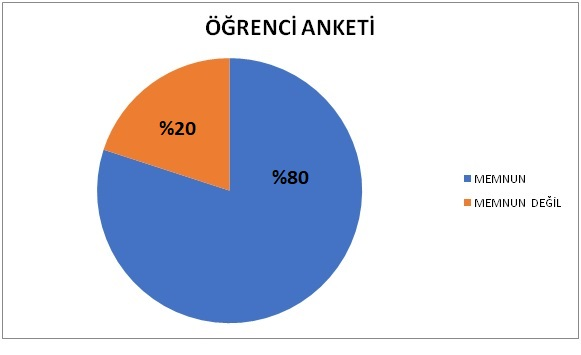 ÖĞRENCİ ANKETİ
%20
%80
MEMNUN
MEMNUN DEĞİL